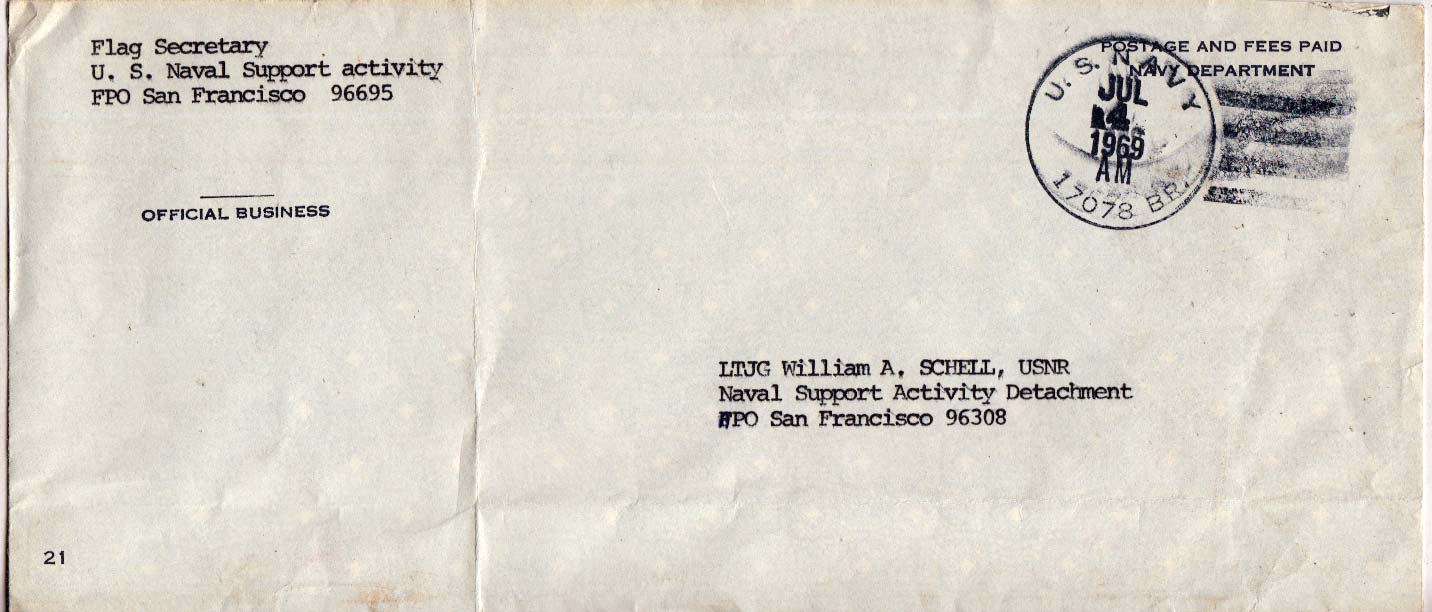 Flag Secretary
U. S. Naval Support activity
FPO San Francisco 96695
OFFICIAL BUSINESS
POSTAGE AND FEES PAID
NAVY DEPARTMENT
U. S. NAVY
JUL
1969
AM
17078 BR.
LTJG William A. SCHELL, USNR
Naval Support Activity Detachment
San Francisco 96308
21